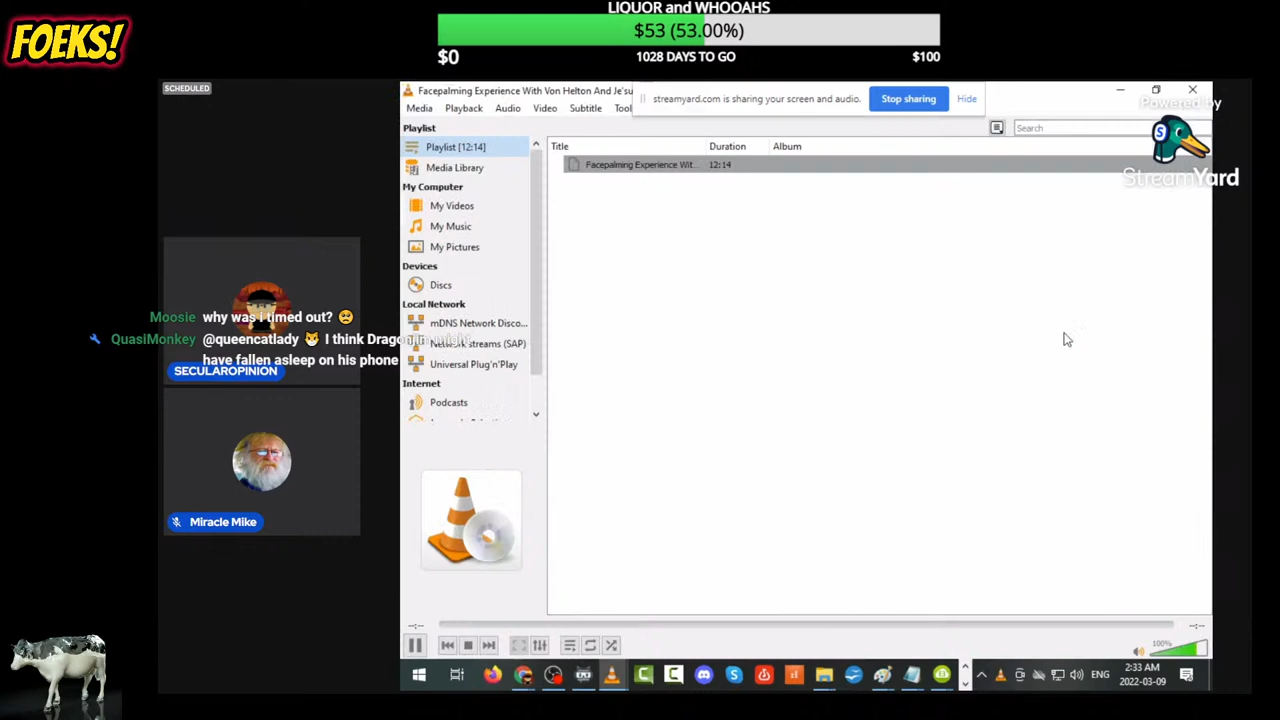 FOEKS!
LIQUOR and WHOOAHS
$53 (53.00%)
$0
1028 DAYS TO GO
$100
SCHEDULED
Facepalming Experience With Von Helton And Je'su
streamyard.com is sharing your screen and audio.
Stop sharing
Hide
Powered by
StreamYard
Media Playback Audio Video Subtitle Tool
Search
Playlist
Playlist [12:14]
Media Library
My Computer
My Videos
My Music
My Pictures
Devices
Discs
Local Network
mDNS Network Disco...
Network streams (SAP)
Universal Plug'n'Play
Internet
Podcasts
Title Duration Album
Facepalming Experience Wit... 12:14
Moosie why was i timed out? 🥺
QuasiMonkey @queencatlady 🐱 I think Dragon
have fallen asleep on his phone
SECULAROPINION
Miracle Mike
--:--
--:--
100%
ENG
2:33 AM
2022-03-09